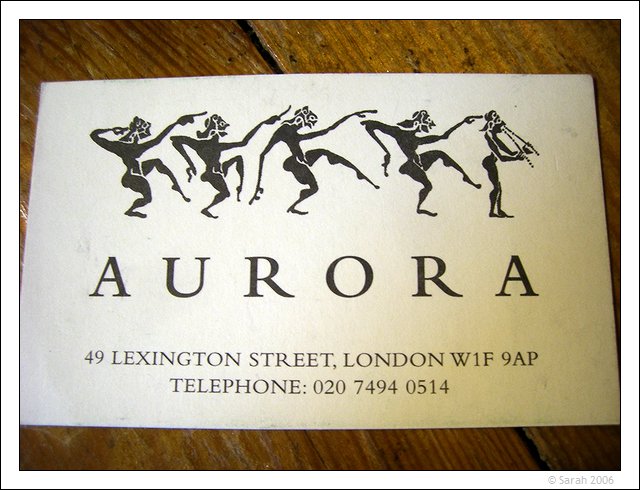 AURORA
49 LEXINGTON STREET, LONDON W1F 9AP
TELEPHONE: 020 7494 0514
© Sarah 2006